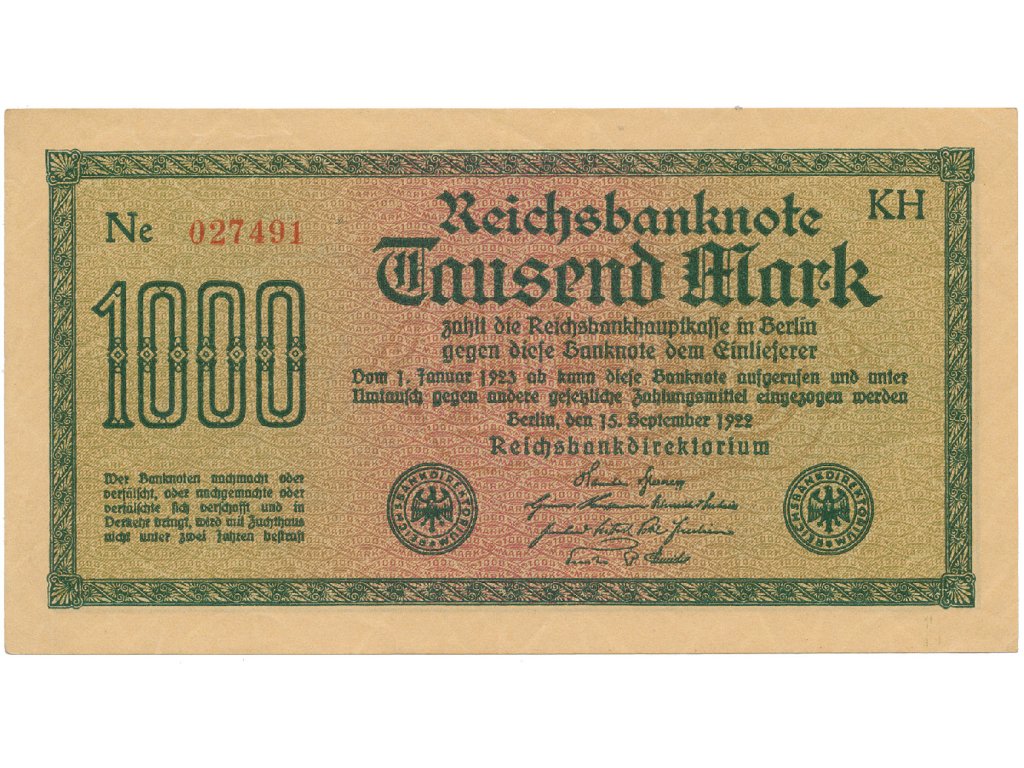 Ne 027491
KH
Reichsbanknote
Tausend Mark
1000
zahlt die Reichsbankhauptkasse in Berlin
gegen diese Banknote dem Einlieferer
Vom 1. Januar 1923 ab kann diese Banknote aufgerufen und unter
Umtausch gegen andere gesetzliche Zahlungsmittel eingezogen werden
Berlin, den 15. September 1922
Reichsbankdirektorium
Wer Banknoten nachmacht oder
verfälscht, oder nachgemachte oder
verfälschte sich verschafft und in
Verkehr bringt, wird mit Zuchthaus
nicht unter zwei Jahren bestraft
REICHSBANKDIREKTORIUM
REICHSBANKDIREKTORIUM